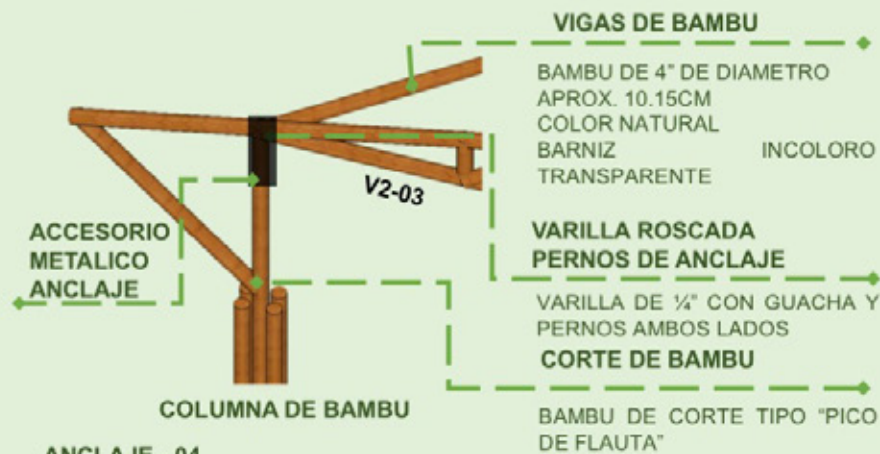 VIGAS DE BAMBU
BAMBU DE 4" DE DIAMETRO
APROX. 10.15CM
COLOR NATURAL
BARNIZ INCOLORO
TRANSPARENTE
V2-03
ACCESORIO
METALICO
ANCLAJE
VARILLA ROSCADA
PERNOS DE ANCLAJE
VARILLA DE ¼" CON GUACHA Y
PERNOS AMBOS LADOS
CORTE DE BAMBU
COLUMNA DE BAMBU
BAMBU DE CORTE TIPO "PICO
DE FLAUTA"
ANCLAJE 04